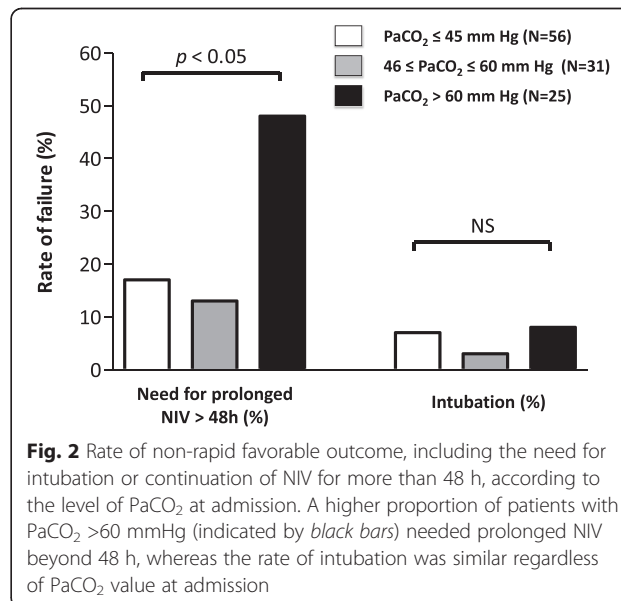 PaCO₂ ≤ 45 mm Hg (N=56)
46 ≤ PaCO₂ ≤ 60 mm Hg (N=31)
PaCO₂ > 60 mm Hg (N=25)
p < 0.05
NS
Rate of failure (%)
60
50
40
30
20
10
0
Need for prolonged
NIV > 48h (%)
Intubation (%)
Fig. 2 Rate of non-rapid favorable outcome, including the need for
intubation or continuation of NIV for more than 48 h, according to
the level of PaCO₂ at admission. A higher proportion of patients with
PaCO₂ >60 mmHg (indicated by black bars) needed prolonged NIV
beyond 48 h, whereas the rate of intubation was similar regardless
of PaCO₂ value at admission